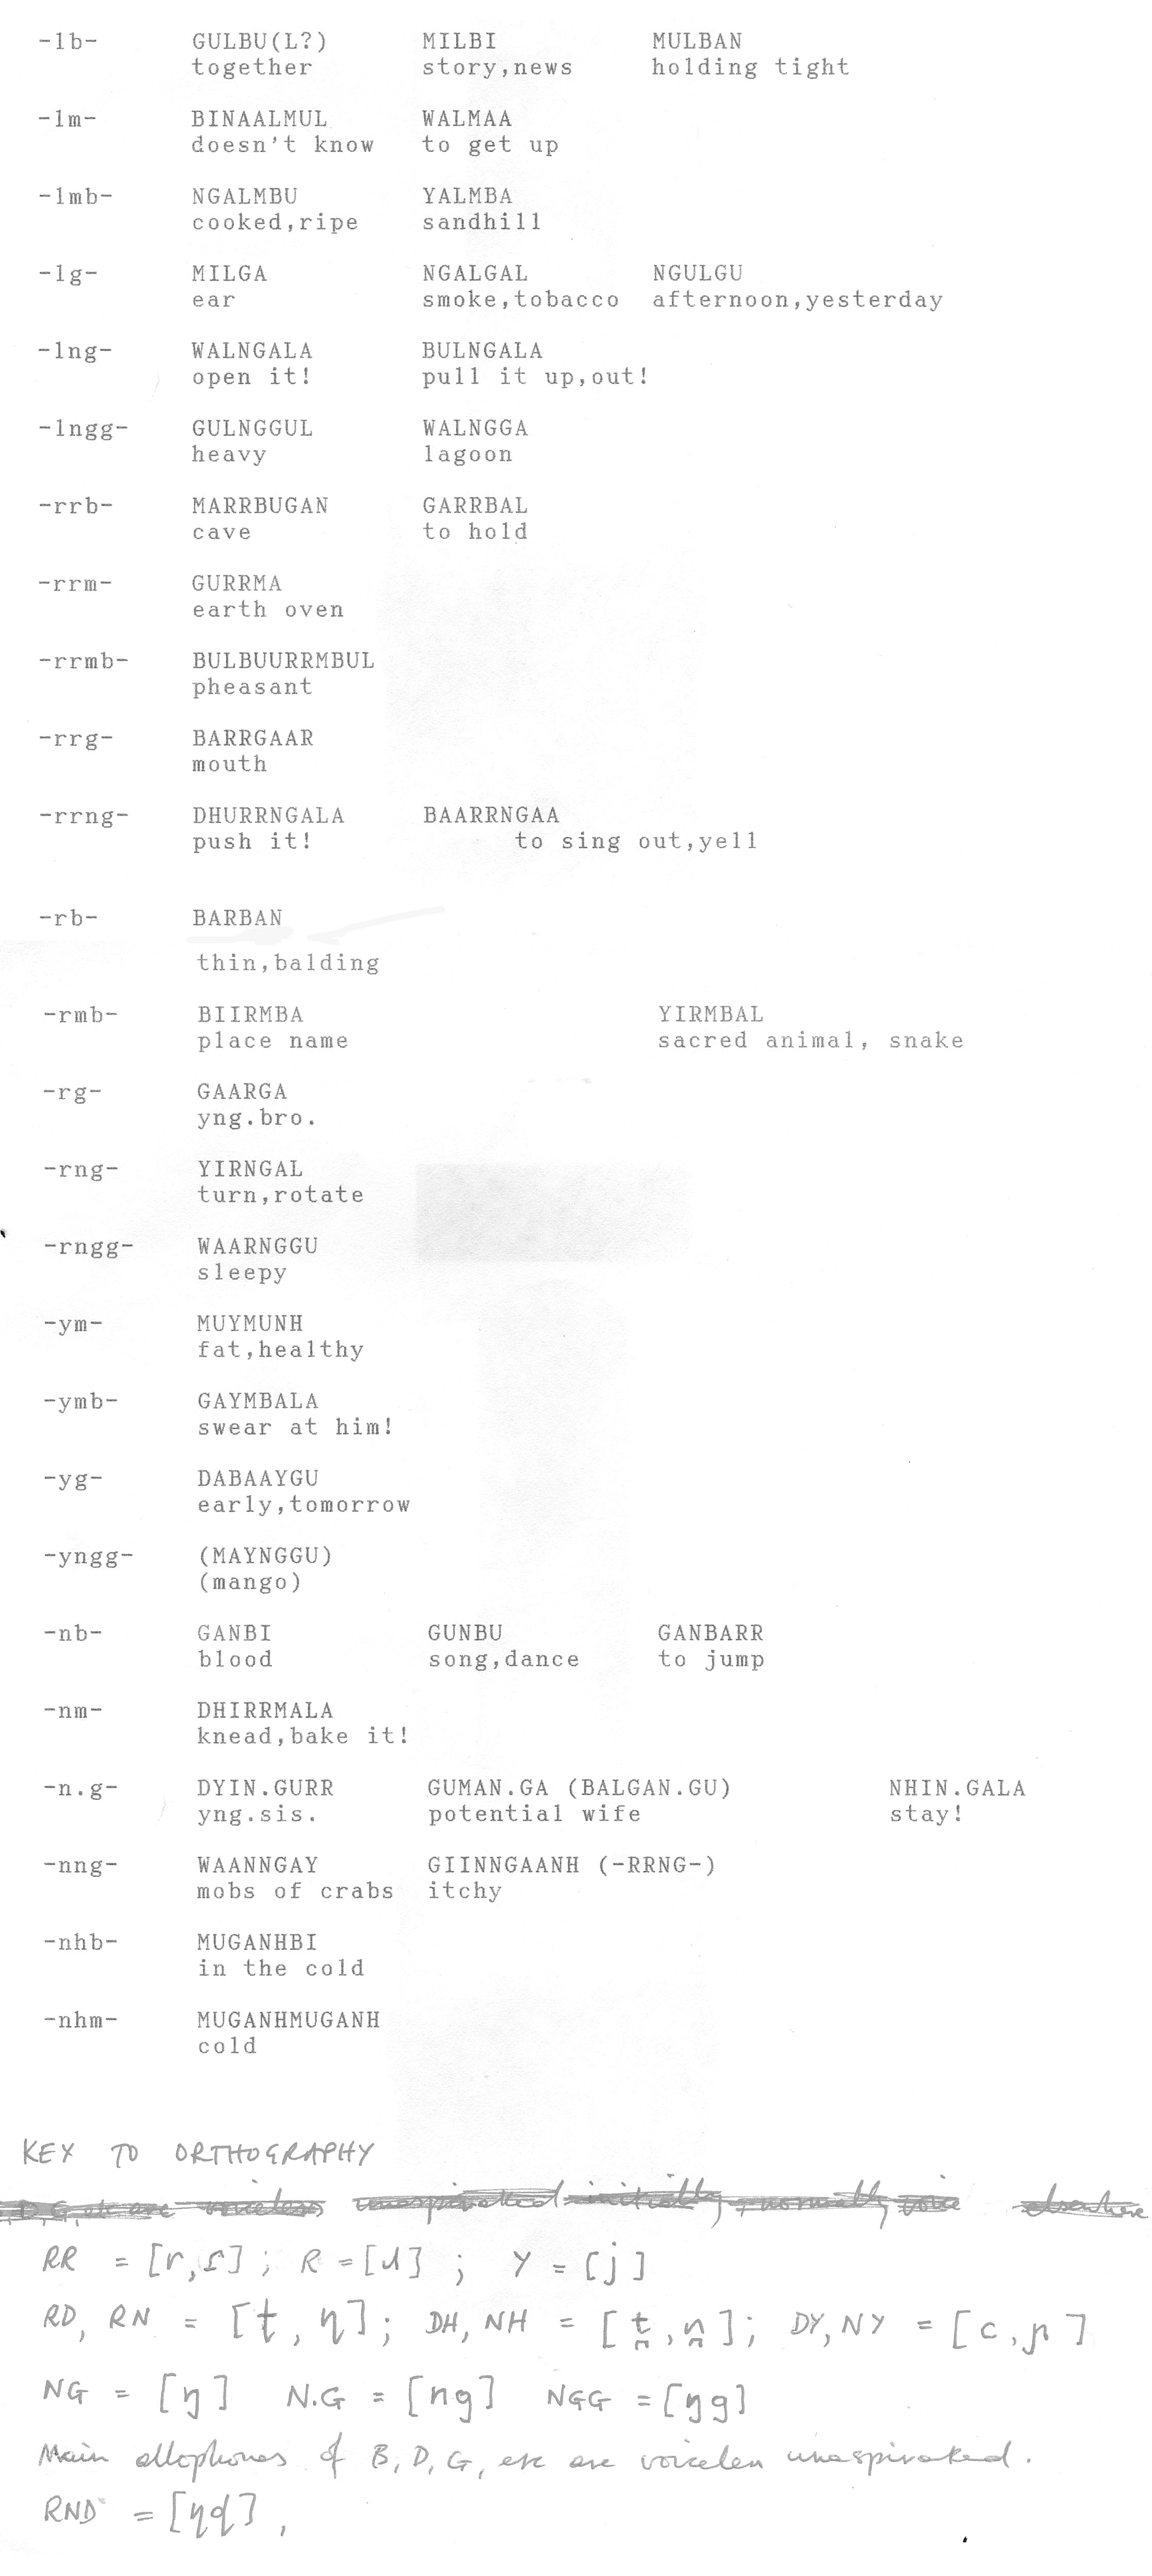 -lb- GULBU(L?) MILBI MULBAN
together story,news holding tight
-lm- BINAALMUL WALMAA
doesn't know to get up
-lmb- NGALMBU YALMBA
cooked,ripe sandhill
-lg- MILGA NGALGAL NGULGU
ear smoke,tobacco afternoon,yesterday
-lng- WALNGALA BULNGALA
open it! pull it up,out!
-lngg- GULNGGUL WALNGGA
heavy lagoon
-rrb- MARRBUGAN GARRBAL
cave to hold
-rrm- GURRMA
earth oven
-rrmb- BULBUURRMBUL
pheasant
-rrg- BARRGAAR
mouth
-rrng- DHURRNGALA BAARRNGAA
push it! to sing out,yell
-rb- BARBAN
thin,balding
-rmb- BIIRMBA YIRMBAL
place name sacred animal, snake
-rg- GAARGA
yng.bro.
-rng- YIRNGAL
turn,rotate
-rngg- WAARNGGU
sleepy
-ym- MUYMUNH
fat,healthy
-ymb- GAYMBALA
swear at him!
-yg- DABAAYGU
early,tomorrow
-yngg- (MAYNGGU)
(mango)
-nb- GANBI GUNBU GANBARR
blood song,dance to jump
-nm- DHIRRMALA
knead,bake it!
-n.g- DYIN.GURR GUMAN.GA (BALGAN.GU) NHIN.GALA
yng.sis. potential wife stay!
-nng- WAANNGAY GIINNGAANH (-RRNG-)
mobs of crabs itchy
-nhb- MUGANHBI
in the cold
-nhm- MUGANHMUGANH
cold
KEY TO ORTHOGRAPHY
voiceless unaspirated initially, normally voice elsewhere
RR = [r,ɾ]; R = [ɹ] ; Y = [j]
RD, RN = [ʈ, ɳ]; DH, NH = [t̪, n̪]; DY, NY = [c, ɲ]
NG = [ŋ] N.G = [ng] NGG = [ŋg]
Main allophones of B, D, G, etc are voiceless unaspirated.
RND = [ɳɖ],